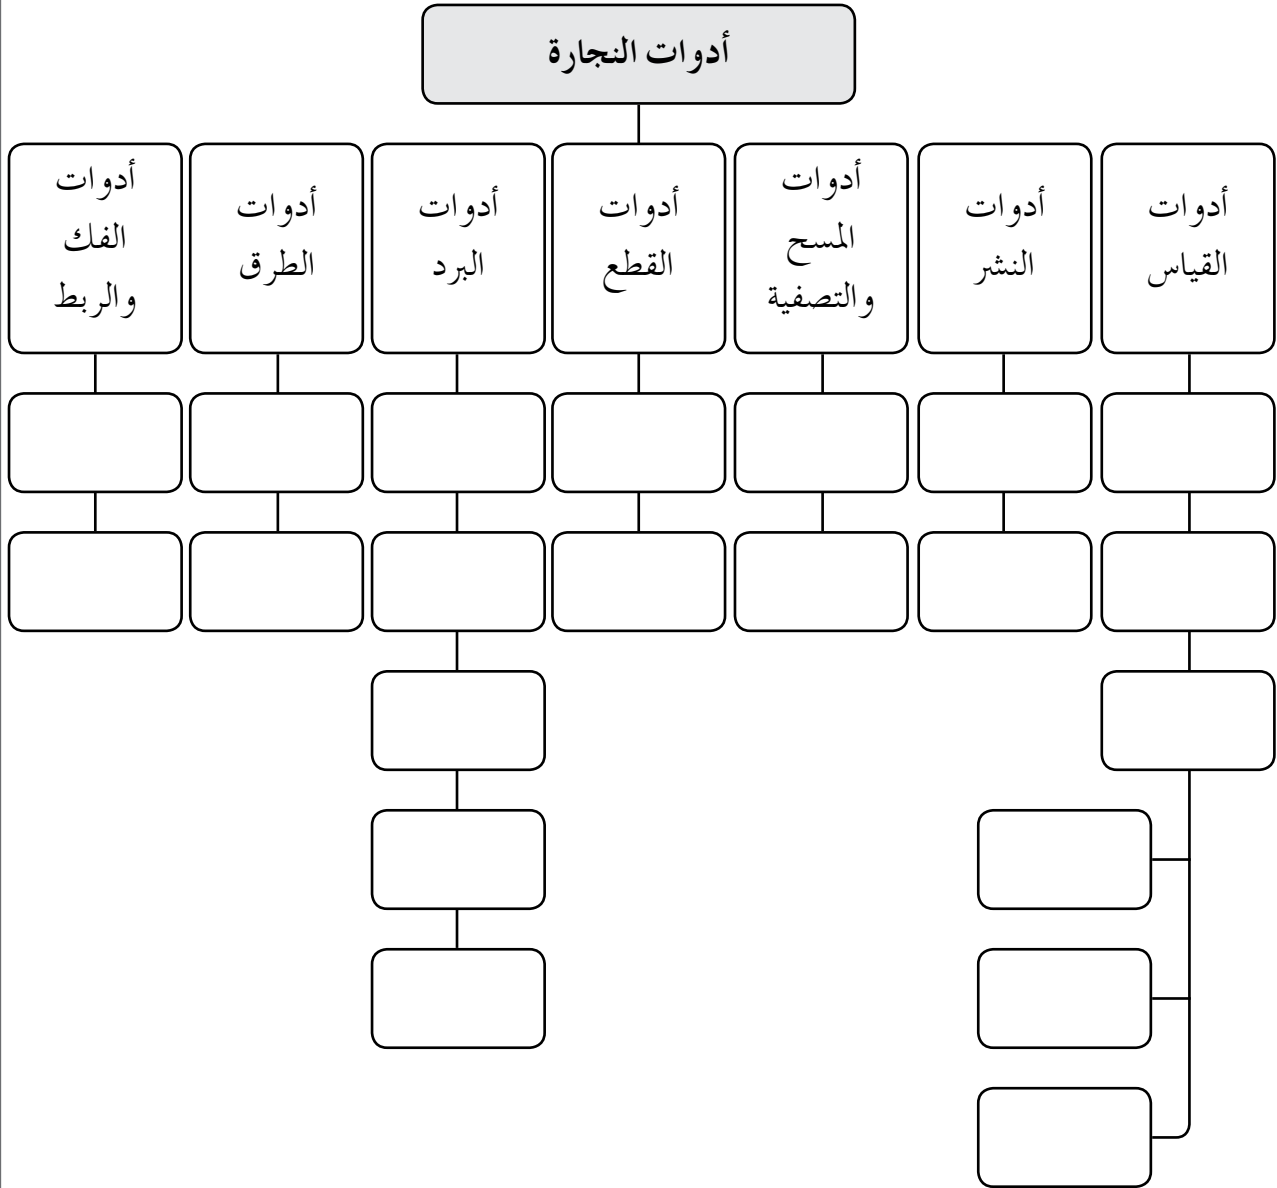 أدوات النجارة
أدوات
القياس
أدوات
النشر
أدوات
المسح
والتصفية
أدوات
القطع
أدوات
البرد
أدوات
الطرق
أدوات
الفك
والربط